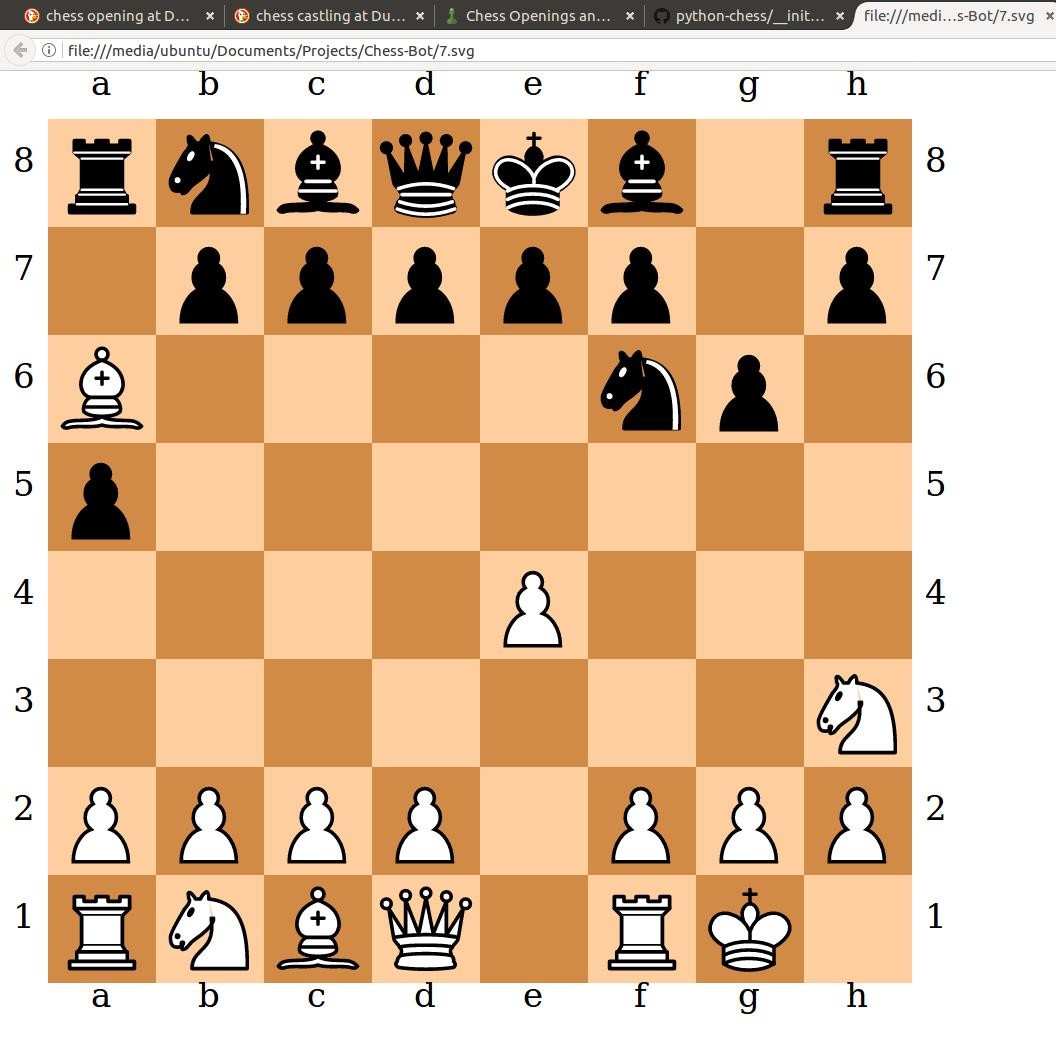 chess opening at D... × chess castling at Du... × Chess Openings an... × python-chess/__init... × file:///medi...s-Bot/7.svg ×
file:///media/ubuntu/Documents/Projects/Chess-Bot/7.svg
a b c d e f g h
8 8
7 7
6 6
5 5
4 4
3 3
2 2
1 1
a b c d e f g h